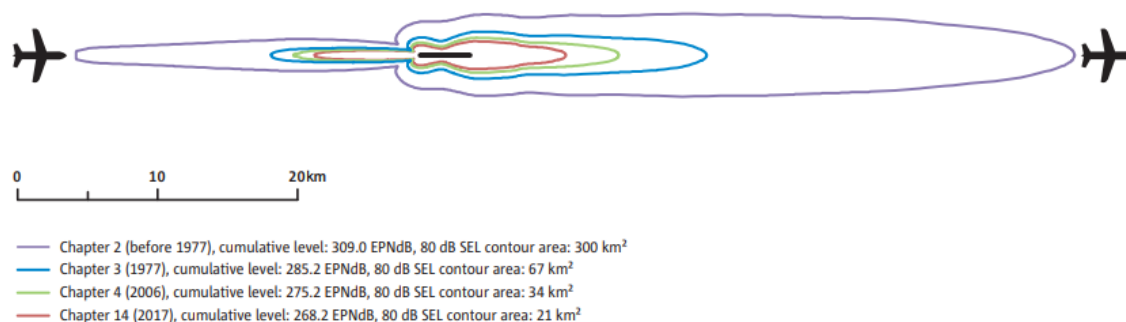 0 10 20km
Chapter 2 (before 1977), cumulative level: 309.0 EPNdB, 80 dB SEL contour area: 300 km²
Chapter 3 (1977), cumulative level: 285.2 EPNdB, 80 dB SEL contour area: 67 km²
Chapter 4 (2006), cumulative level: 275.2 EPNdB, 80 dB SEL contour area: 34 km²
Chapter 14 (2017), cumulative level: 268.2 EPNdB, 80 dB SEL contour area: 21 km²